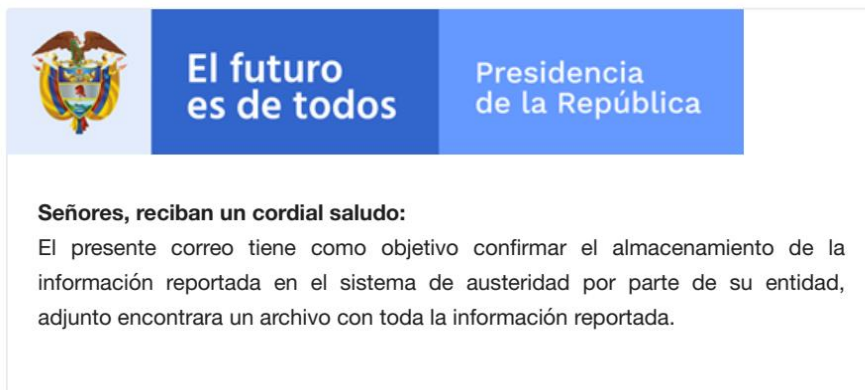 El futuro
es de todos
Presidencia
de la República
Señores, reciban un cordial saludo:
El presente correo tiene como objetivo confirmar el almacenamiento de la
información reportada en el sistema de austeridad por parte de su entidad,
adjunto encontrara un archivo con toda la información reportada.